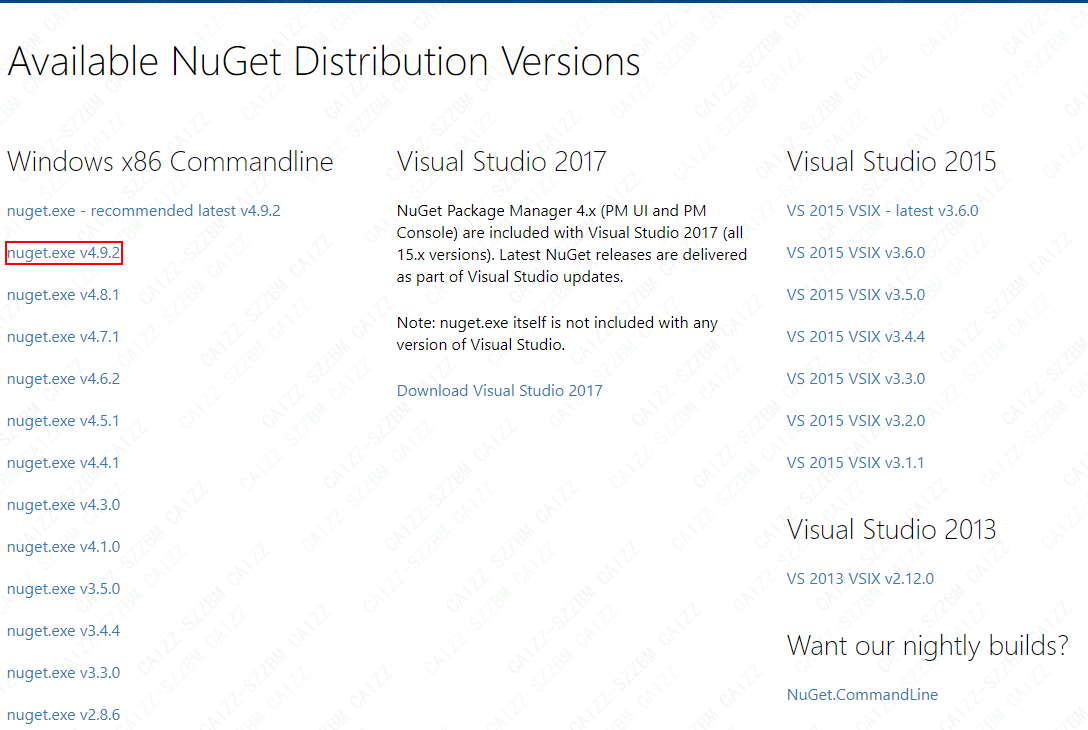 Available NuGet Distribution Versions
Windows x86 Commandline
nuget.exe - recommended latest v4.9.2
nuget.exe v4.9.2
nuget.exe v4.8.1
nuget.exe v4.7.1
nuget.exe v4.6.2
nuget.exe v4.5.1
nuget.exe v4.4.1
nuget.exe v4.3.0
nuget.exe v4.1.0
nuget.exe v3.5.0
nuget.exe v3.4.4
nuget.exe v3.3.0
nuget.exe v2.8.6
Visual Studio 2017
NuGet Package Manager 4.x (PM UI and PM
Console) are included with Visual Studio 2017 (all
15.x versions). Latest NuGet releases are delivered
as part of Visual Studio updates.
Note: nuget.exe itself is not included with any
version of Visual Studio.
Download Visual Studio 2017
Visual Studio 2015
VS 2015 VSIX - latest v3.6.0
VS 2015 VSIX v3.6.0
VS 2015 VSIX v3.5.0
VS 2015 VSIX v3.4.4
VS 2015 VSIX v3.3.0
VS 2015 VSIX v3.2.0
VS 2015 VSIX v3.1.1
Visual Studio 2013
VS 2013 VSIX v2.12.0
Want our nightly builds?
NuGet.CommandLine